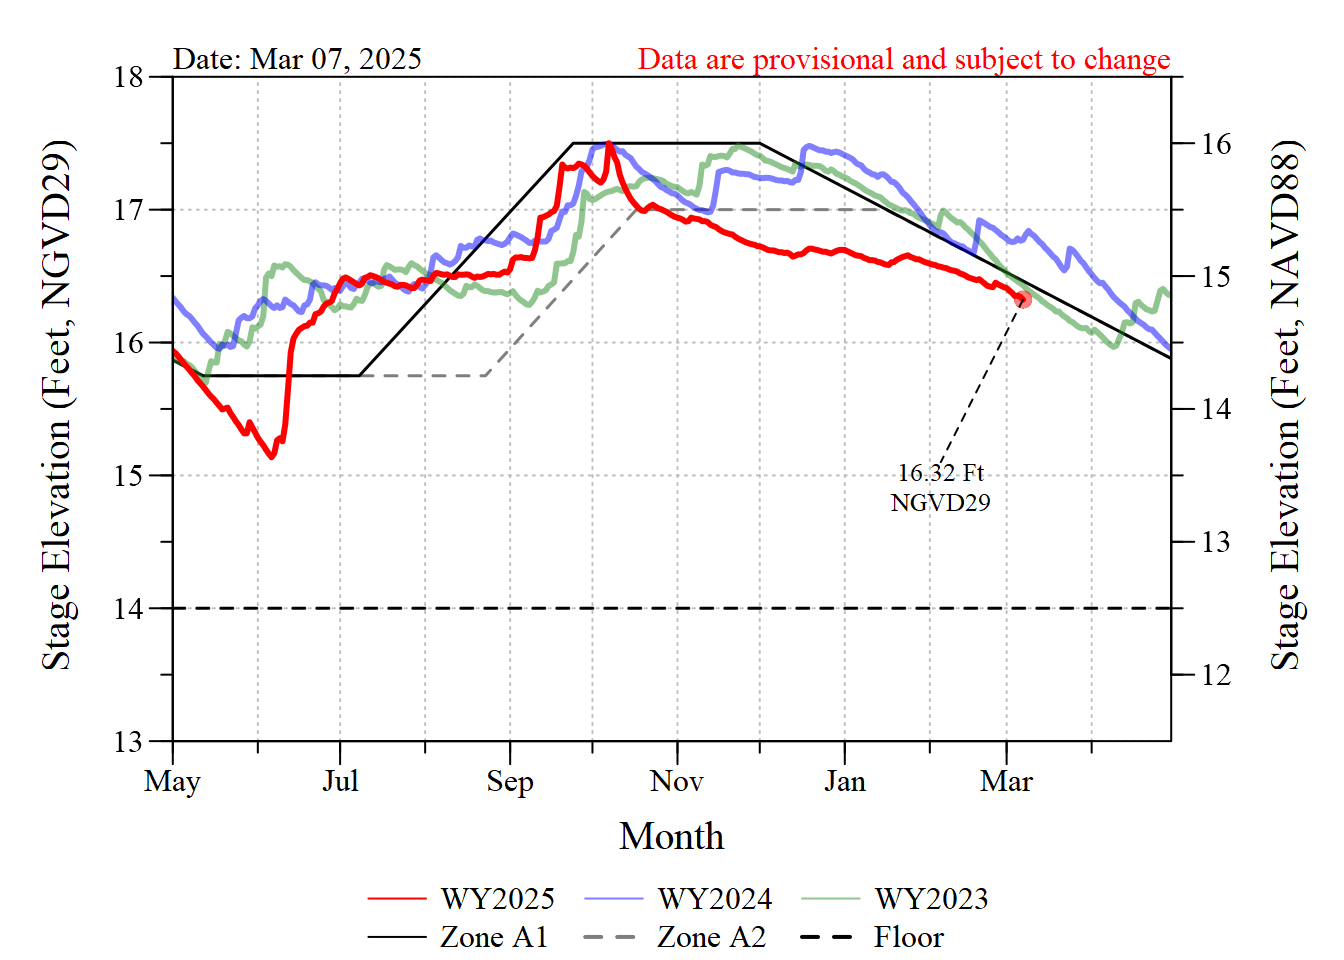 Date: Mar 07, 2025
Data are provisional and subject to change
18
17
16
15
14
13
16
15
14
13
12
Stage Elevation (Feet, NGVD29)
Stage Elevation (Feet, NAVD88)
16.32 Ft
NGVD29
May Jul Sep Nov Jan Mar
Month
WY2025 WY2024 WY2023
Zone A1 Zone A2 Floor